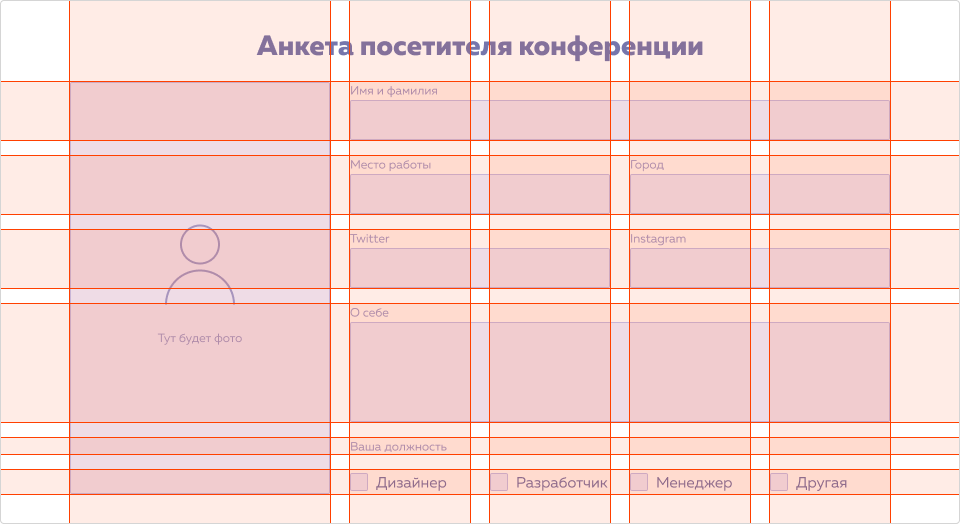 Анкета посетителя конференции
Имя и фамилия
Место работы
Город
Twitter
Instagram
О себе
Тут будет фото
Ваша должность
Дизайнер
Разработчик
Менеджер
Другая